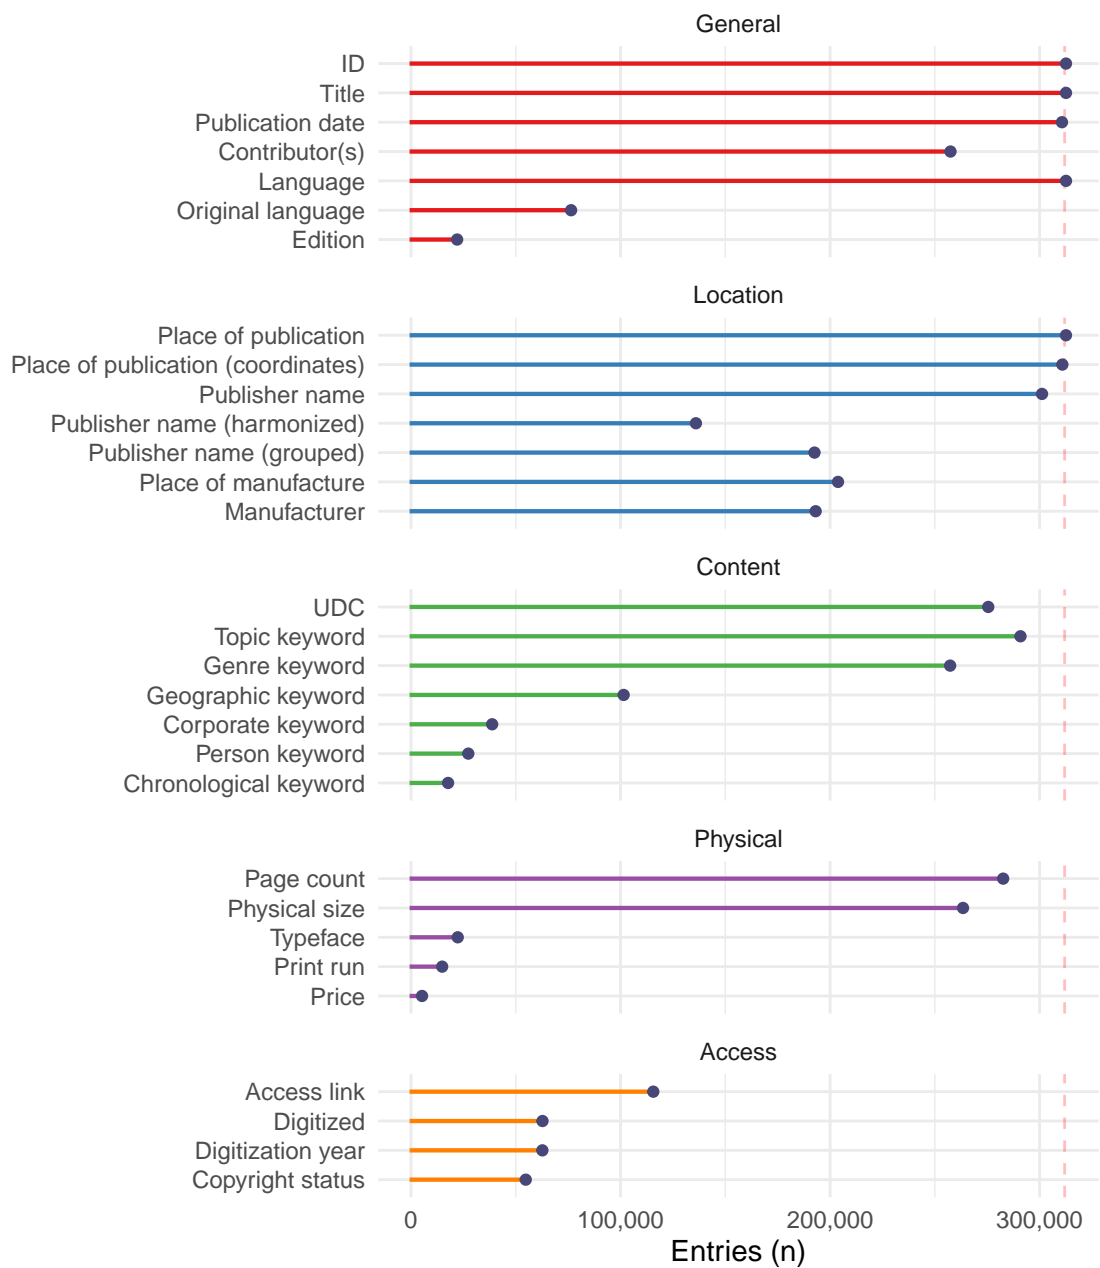 General
ID
Title
Publication date
Contributor(s)
Language
Original language
Edition
Location
Place of publication
Place of publication (coordinates)
Publisher name
Publisher name (harmonized)
Publisher name (grouped)
Place of manufacture
Manufacturer
Content
UDC
Topic keyword
Genre keyword
Geographic keyword
Corporate keyword
Person keyword
Chronological keyword
Physical
Page count
Physical size
Typeface
Print run
Price
Access
Access link
Digitized
Digitization year
Copyright status
0 100,000 200,000 300,000
Entries (n)